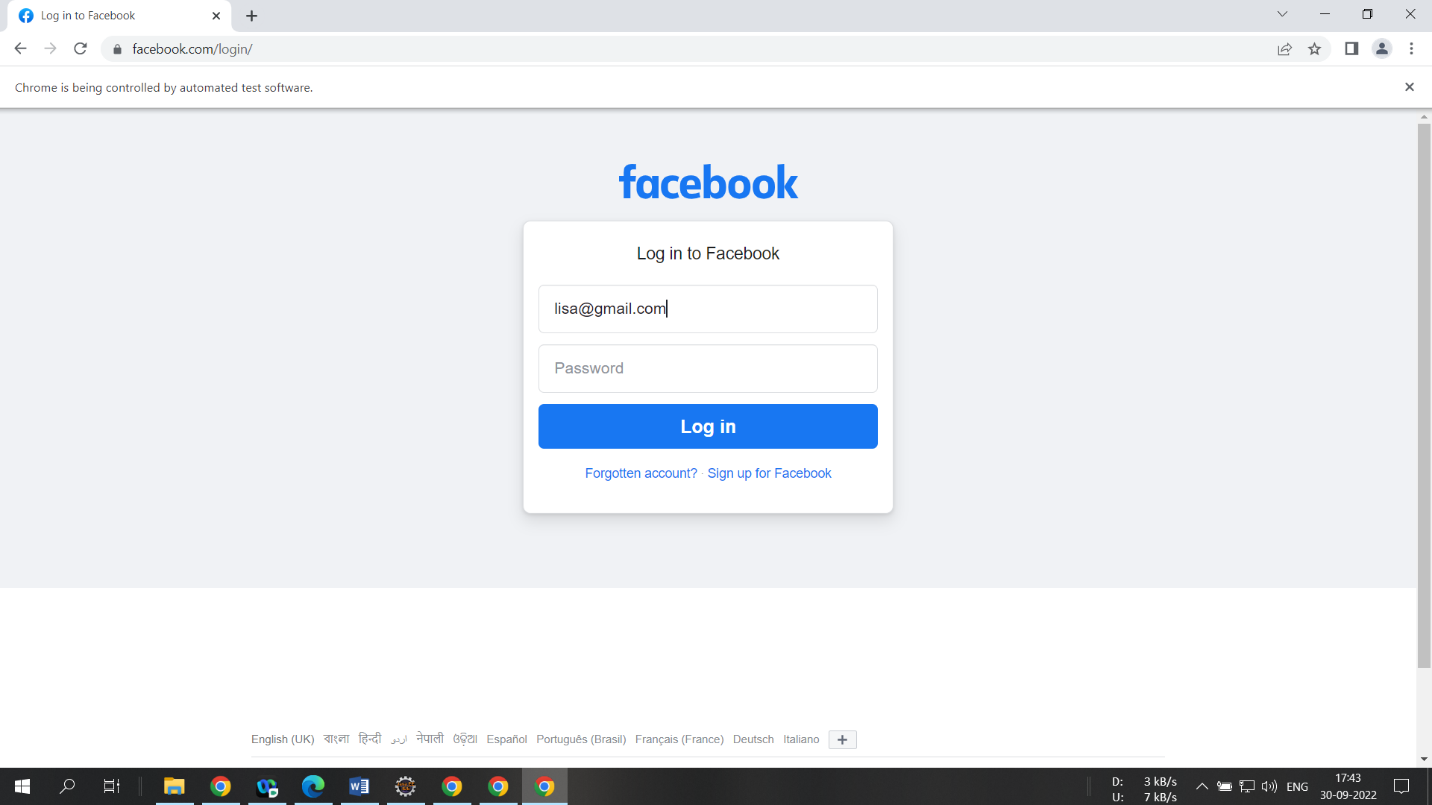 Log in to Facebook
facebook.com/login/
Chrome is being controlled by automated test software.
facebook
Log in to Facebook
lisa@gmail.com
Password
Log in
Forgotten account? · Sign up for Facebook
English (UK) বাংলা हिन्दी اردو नेपाली ଓଡ଼ିଆ Español Português (Brasil) Français (France) Deutsch Italiano
D: 3 kB/s
U: 7 kB/s
ENG
17:43
30-09-2022